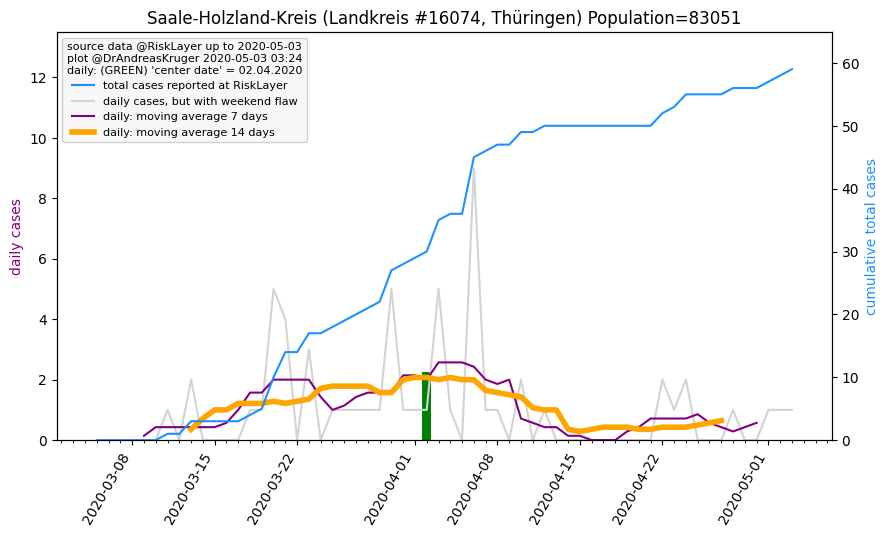 Saale-Holzland-Kreis (Landkreis #16074, Thüringen) Population=83051
source data @RiskLayer up to 2020-05-03
plot @DrAndreasKruger 2020-05-03 03:24
daily: (GREEN) 'center date' = 02.04.2020
total cases reported at RiskLayer
daily cases, but with weekend flaw
daily: moving average 7 days
daily: moving average 14 days
daily cases
0
2
4
6
8
10
12
cumulative total cases
0
10
20
30
40
50
60
2020-03-08
2020-03-15
2020-03-22
2020-04-01
2020-04-08
2020-04-15
2020-04-22
2020-05-01